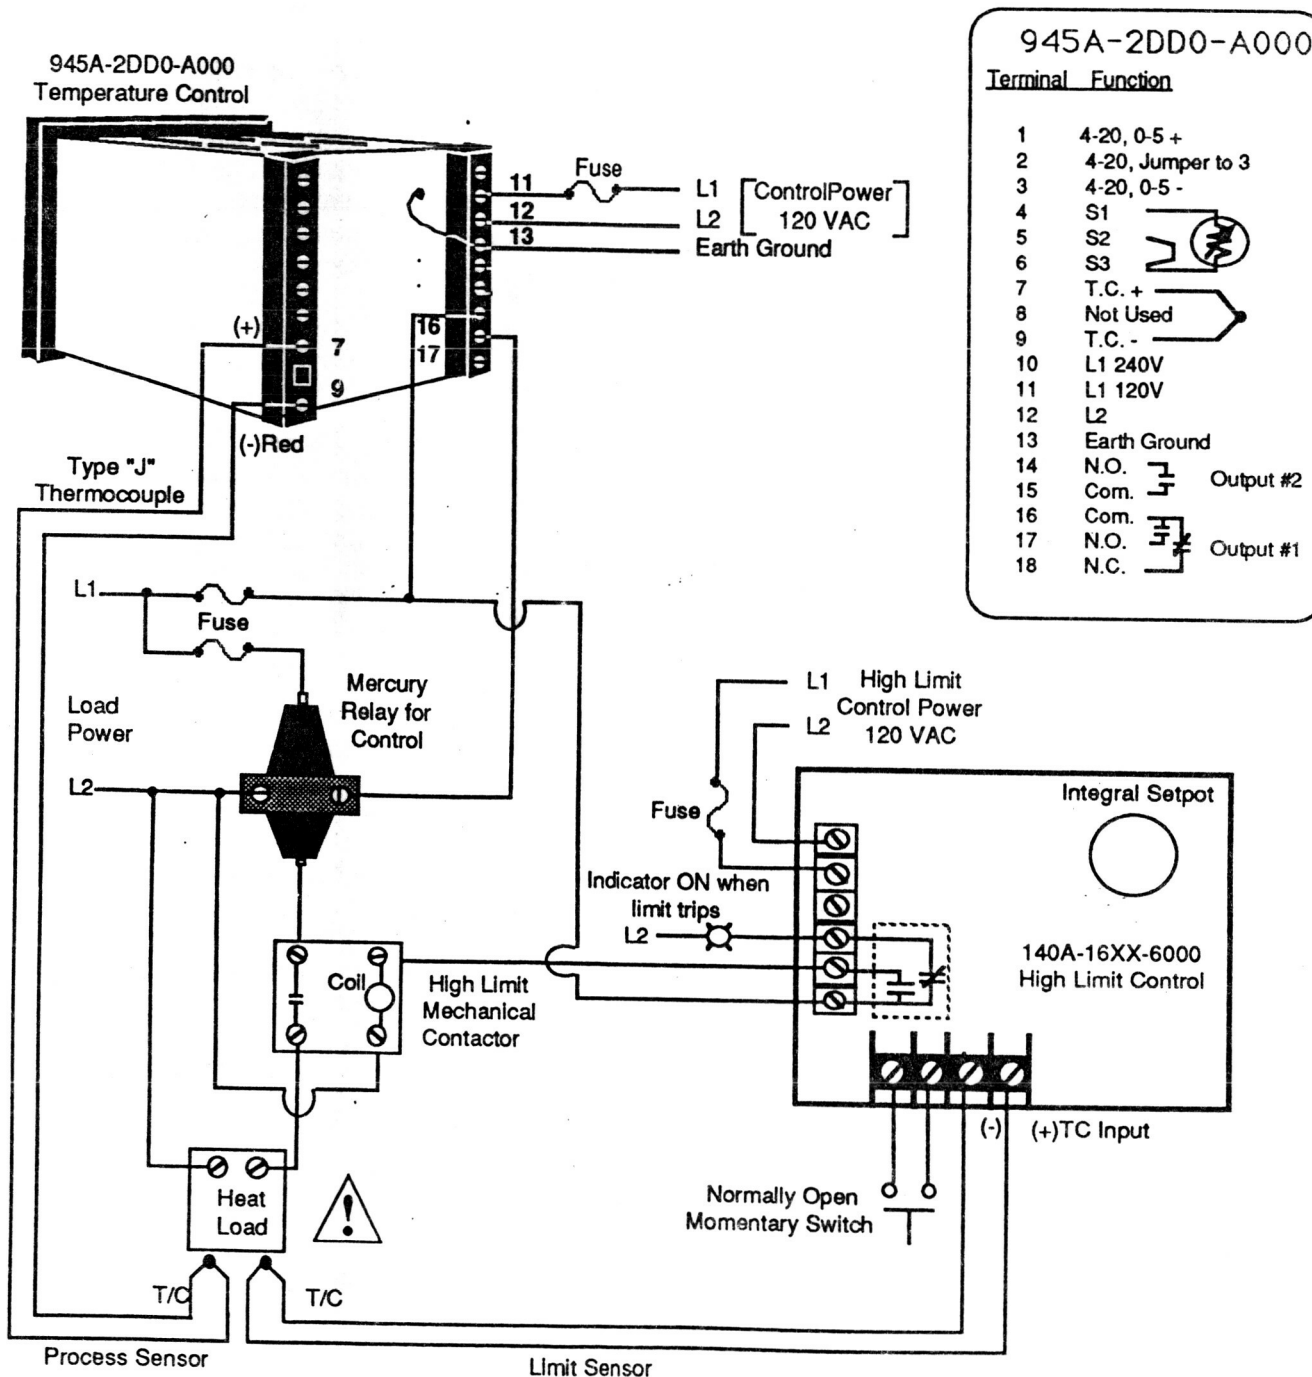 945A-2DD0-A000
Temperature Control
11
12
13
Fuse
L1
L2
ControlPower
120 VAC
Earth Ground
(+)
7
9
16
17
(-)Red
Type "J"
Thermocouple
945A-2DD0-A000
Terminal Function
1 4-20, 0-5 +
2 4-20, Jumper to 3
3 4-20, 0-5 -
4 S1
5 S2
6 S3
7 T.C. +
8 Not Used
9 T.C. -
10 L1 240V
11 L1 120V
12 L2
13 Earth Ground
14 N.O.
15 Com.
Output #2
16 Com.
17 N.O.
18 N.C.
Output #1
L1
Fuse
Load
Power
L2
Mercury
Relay for
Control
L1
L2
High Limit
Control Power
120 VAC
Fuse
Integral Setpot
Indicator ON when
limit trips
L2
140A-16XX-6000
High Limit Control
Coil
High Limit
Mechanical
Contactor
(-)
(+)TC Input
Normally Open
Momentary Switch
Heat
Load
!
T/C
T/C
Process Sensor
Limit Sensor